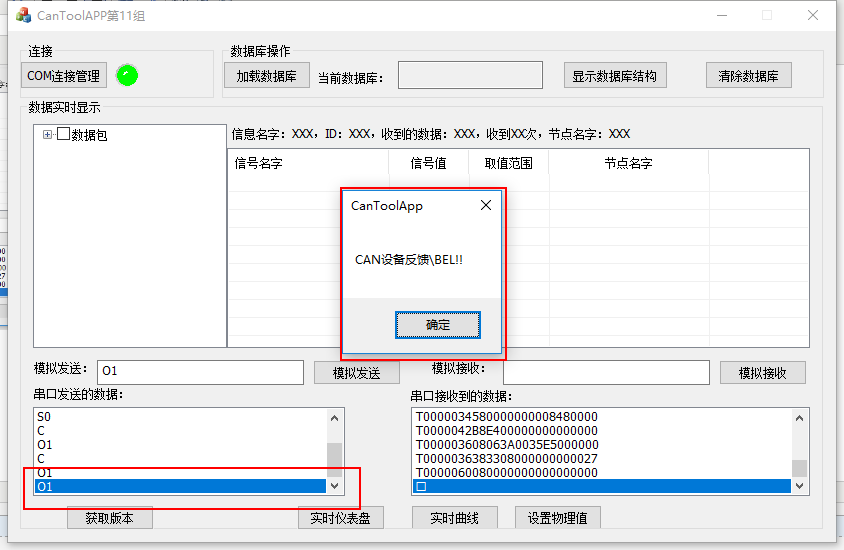 CanToolAPP第11组
连接
数据库操作
COM连接管理
加载数据库
当前数据库：
显示数据库结构
清除数据库
数据实时显示
数据包
信息名字：XXX，ID：XXX，收到的数据：XXX，收到XX次，节点名字：XXX
信号名字
信号值
取值范围
节点名字
CanToolApp
CAN设备反馈\BEL!!
确定
模拟发送：
O1
模拟发送
模拟接收：
模拟接收
串口发送的数据：
串口接收到的数据：
S0
C
O1
C
O1
O1
T0000034580000000008480000
T0000042B8E40000000000000
T000003608063A0035E5000000
T00000363833080000000000027
T00000600800000000000000000
获取版本
实时仪表盘
实时曲线
设置物理值